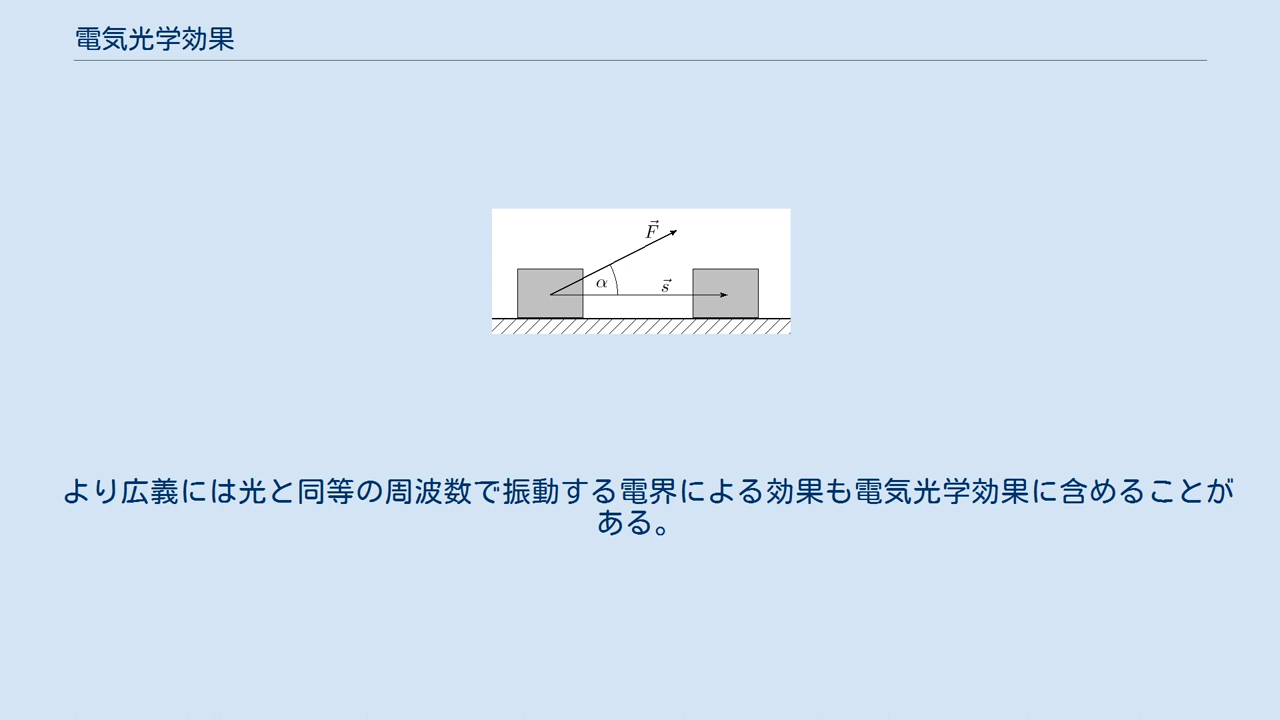 電気光学効果
F⃗
α
s⃗
より広義には光と同等の周波数で振動する電界による効果も電気光学効果に含めることが
ある。